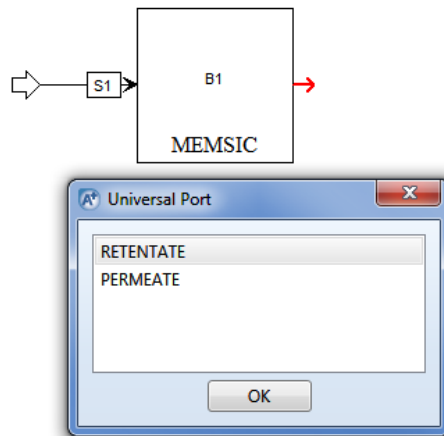 S1
B1
MEMSIC
A+ Universal Port
X
RETENTATE
PERMEATE
OK